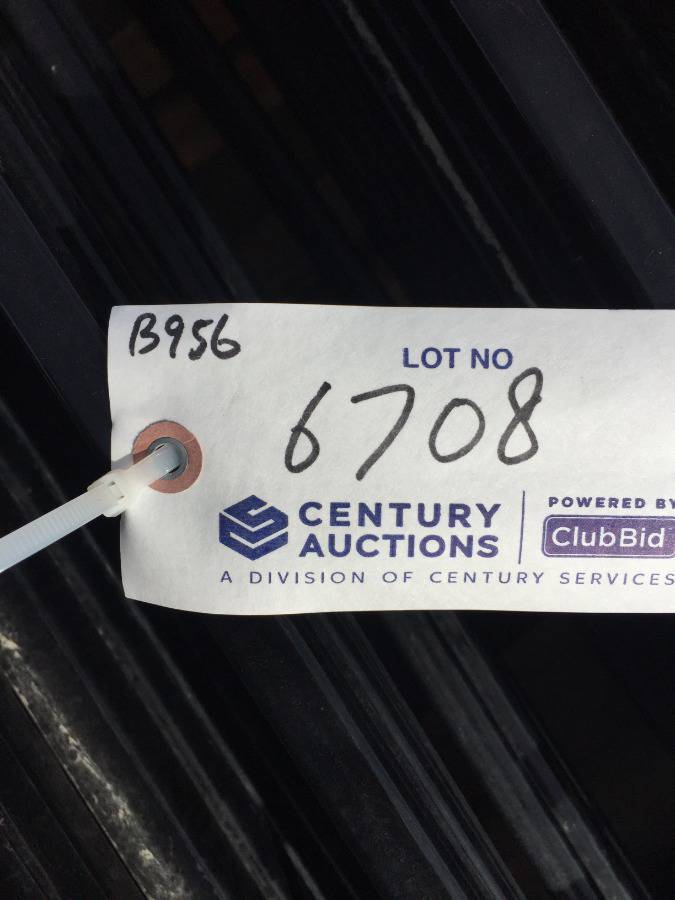 B956
LOT NO
6708
CENTURY
AUCTIONS
POWERED BY
ClubBid
A DIVISION OF CENTURY SERVICES